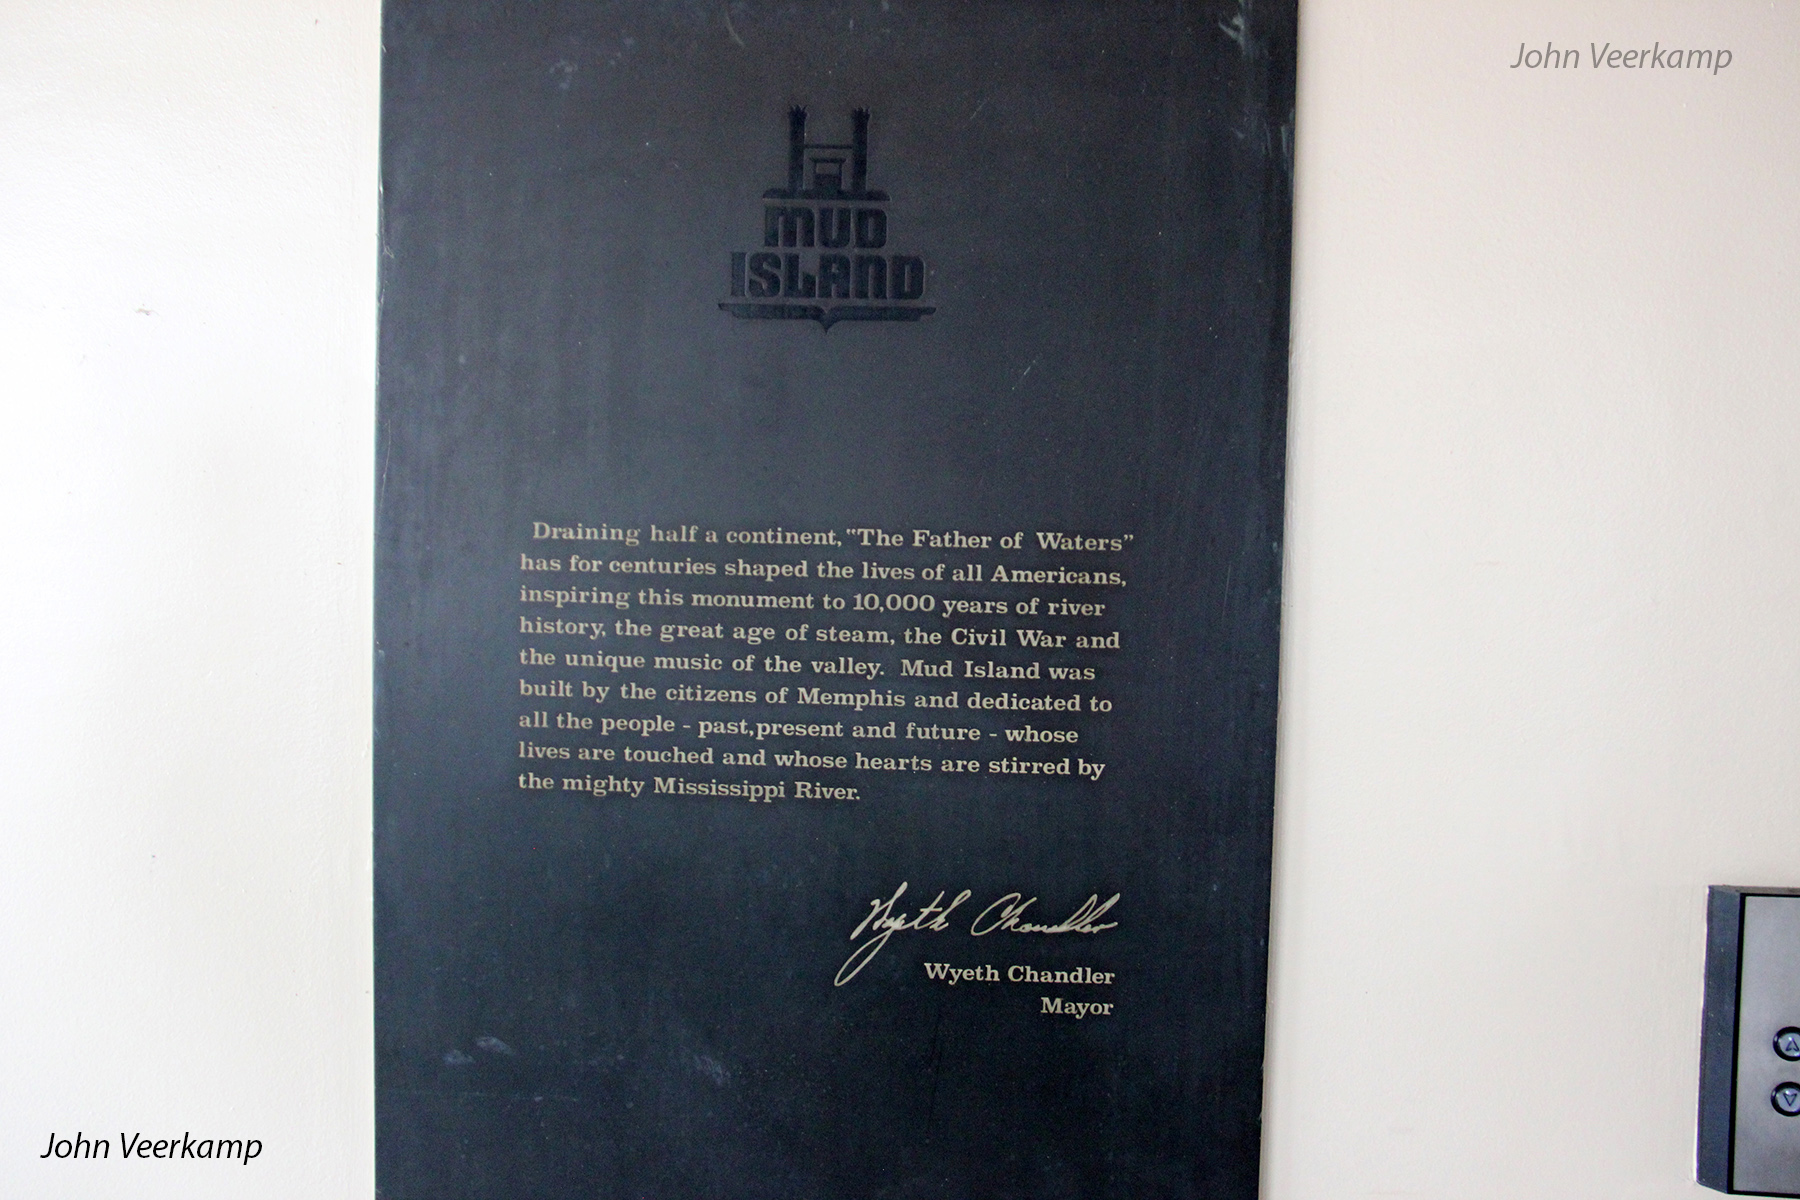 John Veerkamp
MUD
ISLAND
Draining half a continent, "The Father of Waters"
has for centuries shaped the lives of all Americans,
inspiring this monument to 10,000 years of river
history, the great age of steam, the Civil War and
the unique music of the valley. Mud Island was
built by the citizens of Memphis and dedicated to
all the people - past,present and future - whose
lives are touched and whose hearts are stirred by
the mighty Mississippi River.
Wyeth Chandler
Wyeth Chandler
Mayor
John Veerkamp